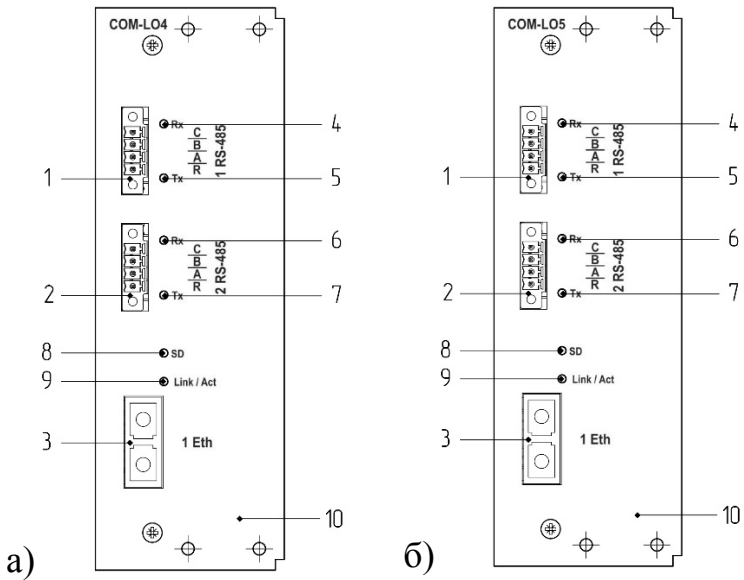 COM-LO4
Rx
C
B
A
R
1 RS-485
Tx
Rx
C
B
A
R
2 RS-485
Tx
SD
Link / Act
1 Eth
1
2
8
9
3
4
5
6
7
10
а)
COM-LO5
Rx
C
B
A
R
1 RS-485
Tx
Rx
C
B
A
R
2 RS-485
Tx
SD
Link / Act
1 Eth
1
2
8
9
3
4
5
6
7
10
б)